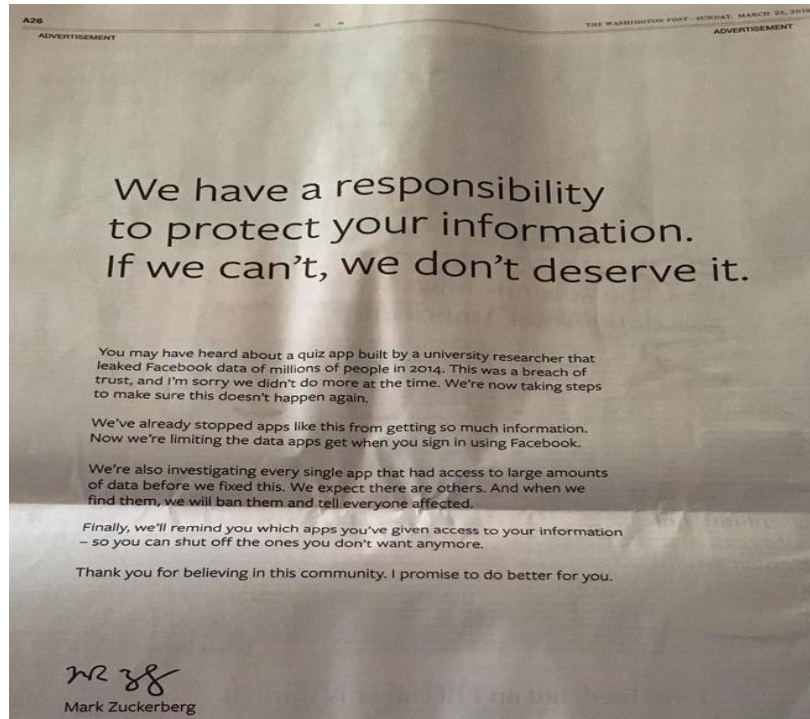 A26
THE WASHINGTON POST · SUNDAY, MARCH 25, 2018
ADVERTISEMENT
ADVERTISEMENT
We have a responsibility
to protect your information.
If we can't, we don't deserve it.
You may have heard about a quiz app built by a university researcher that
leaked Facebook data of millions of people in 2014. This was a breach of
trust, and I'm sorry we didn't do more at the time. We're now taking steps
to make sure this doesn't happen again.
We've already stopped apps like this from getting so much information.
Now we're limiting the data apps get when you sign in using Facebook.
We're also investigating every single app that had access to large amounts
of data before we fixed this. We expect there are others. And when we
find them, we will ban them and tell everyone affected.
Finally, we'll remind you which apps you've given access to your information
– so you can shut off the ones you don't want anymore.
Thank you for believing in this community. I promise to do better for you.
Mark Zuckerberg